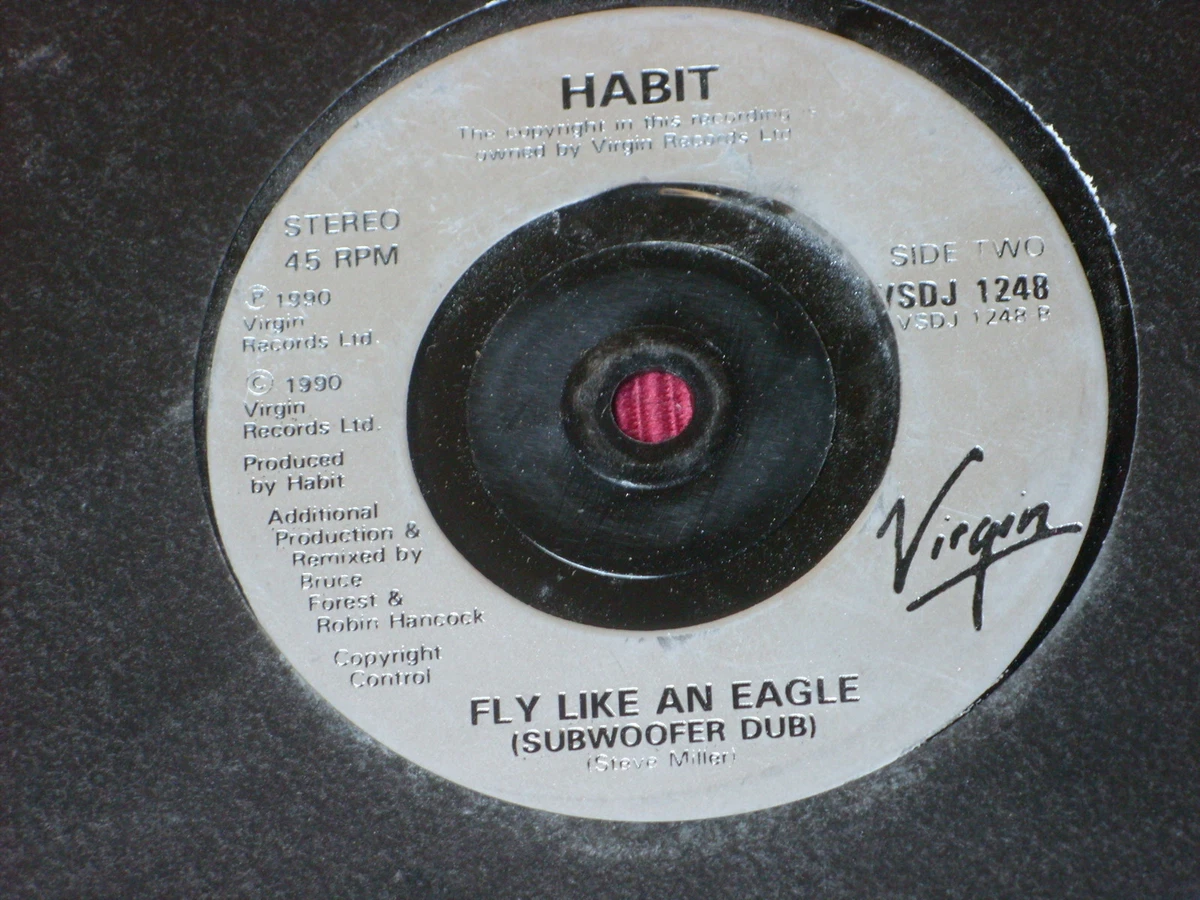 HABIT
The copyright in this recording is
owned by Virgin Records Ltd
STEREO
45 RPM
Ⓟ 1990
Virgin
Records Ltd.
© 1990
Virgin
Records Ltd.
Produced
by Habit
Additional
Production &
Remixed by
Bruce
Forest &
Robin Hancock
Copyright
Control
SIDE TWO
VSDJ 1248
VSDJ 1248 B
Virgin
FLY LIKE AN EAGLE
(SUBWOOFER DUB)
(Steve Miller)